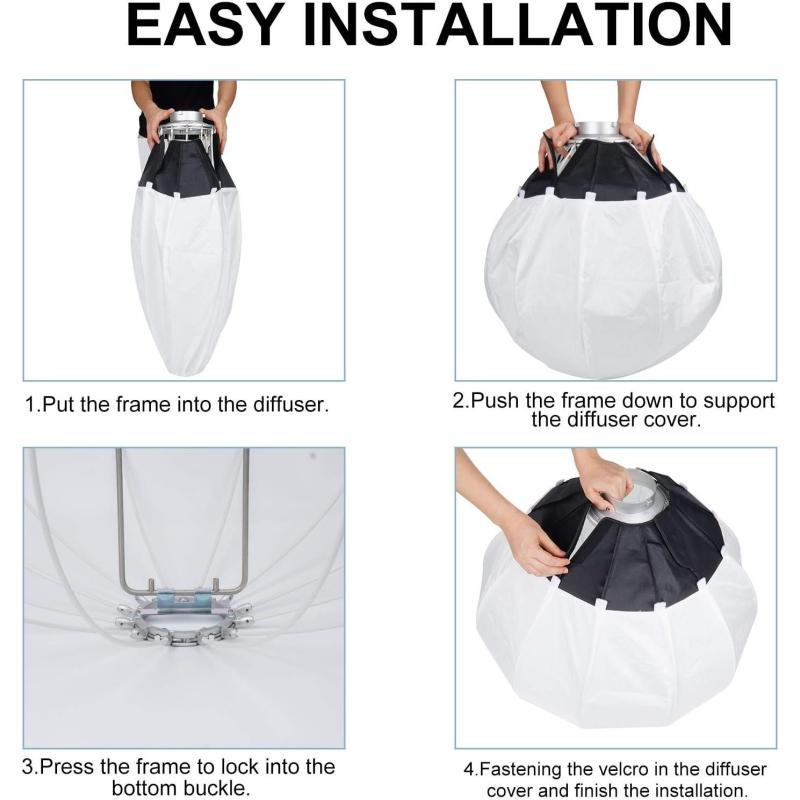 EASY INSTALLATION
1.Put the frame into the diffuser.
2.Push the frame down to support
the diffuser cover.
3.Press the frame to lock into the
bottom buckle.
4.Fastening the velcro in the diffuser
cover and finish the installation.